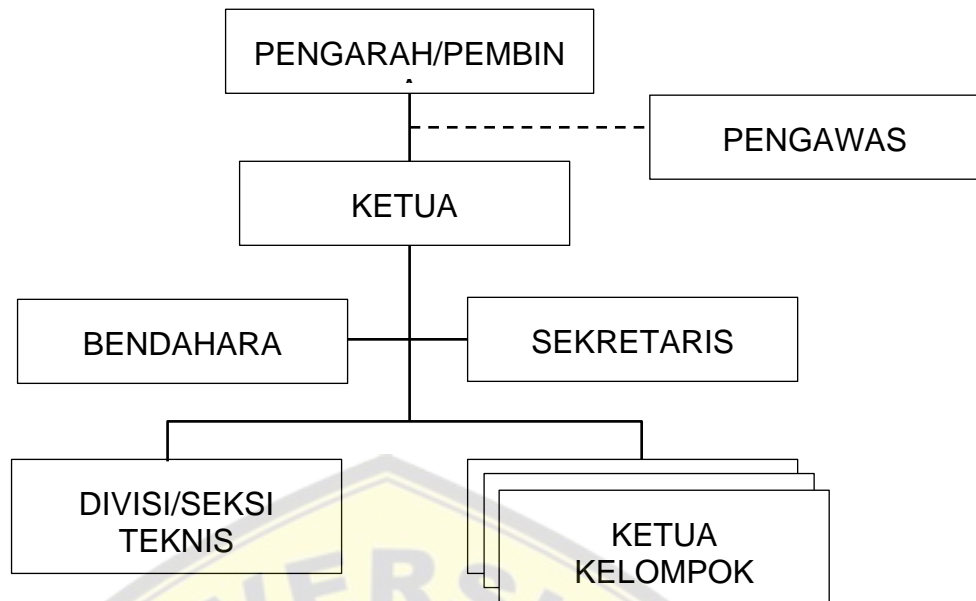 PENGARAH/PEMBIN
PENGAWAS
KETUA
BENDAHARA
SEKRETARIS
DIVISI/SEKSI
TEKNIS
KETUA
KELOMPOK